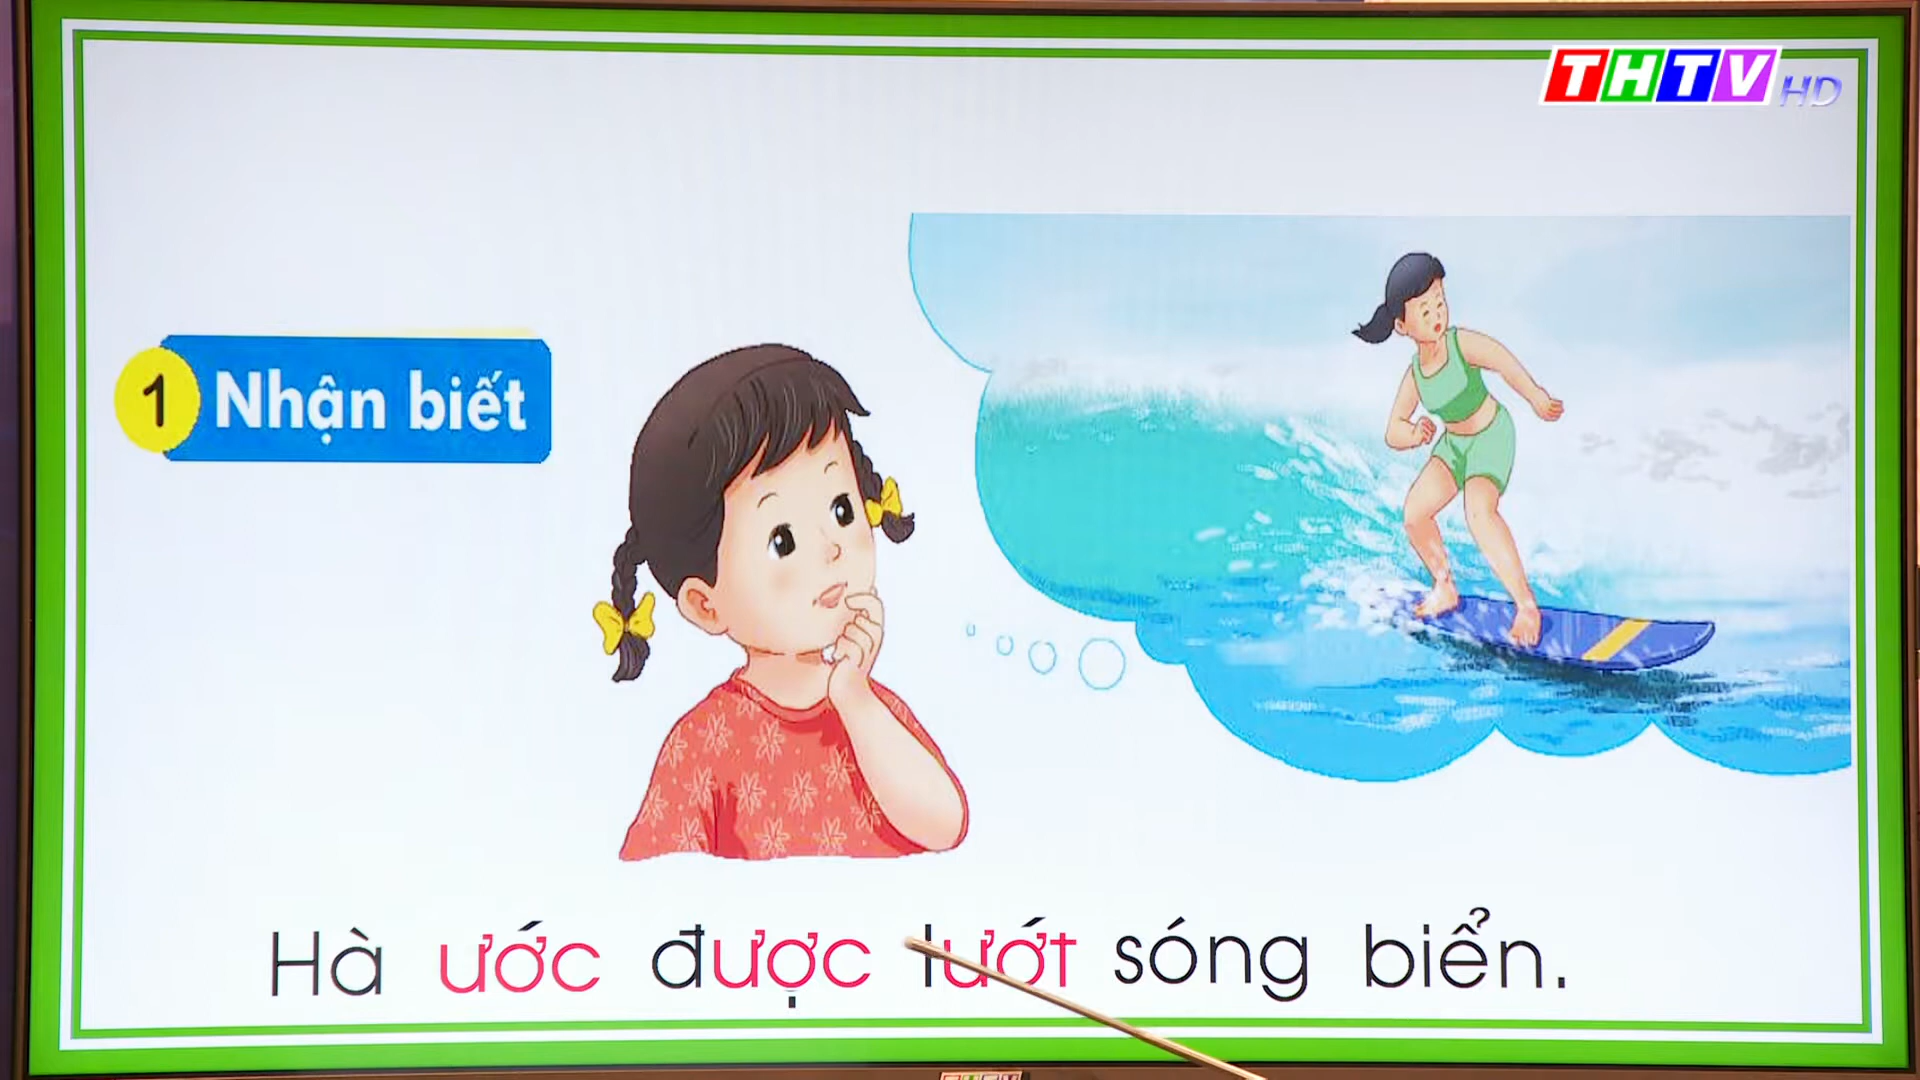 THTV HD
1 Nhận biết
Hà ước được lướt sóng biển.